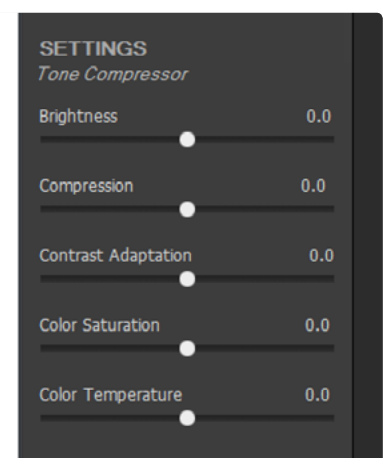 SETTINGS
Tone Compressor
Brightness 0.0
Compression 0.0
Contrast Adaptation 0.0
Color Saturation 0.0
Color Temperature 0.0